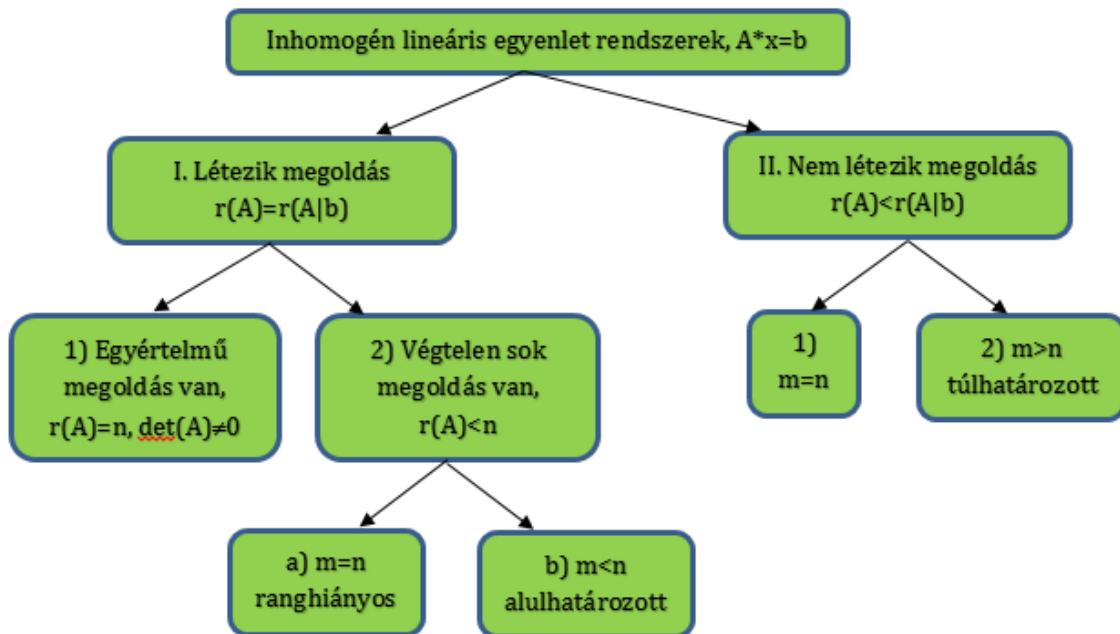 Inhomogén lineáris egyenlet rendszerek, A*x=b
I. Létezik megoldás
r(A)=r(A|b)
II. Nem létezik megoldás
r(A)<r(A|b)
1) Egyértelmű
megoldás van,
r(A)=n, det(A)≠0
2) Végtelen sok
megoldás van,
r(A)<n
1)
m=n
2) m>n
túlhatározott
a) m=n
ranghiányos
b) m<n
alulhatározott